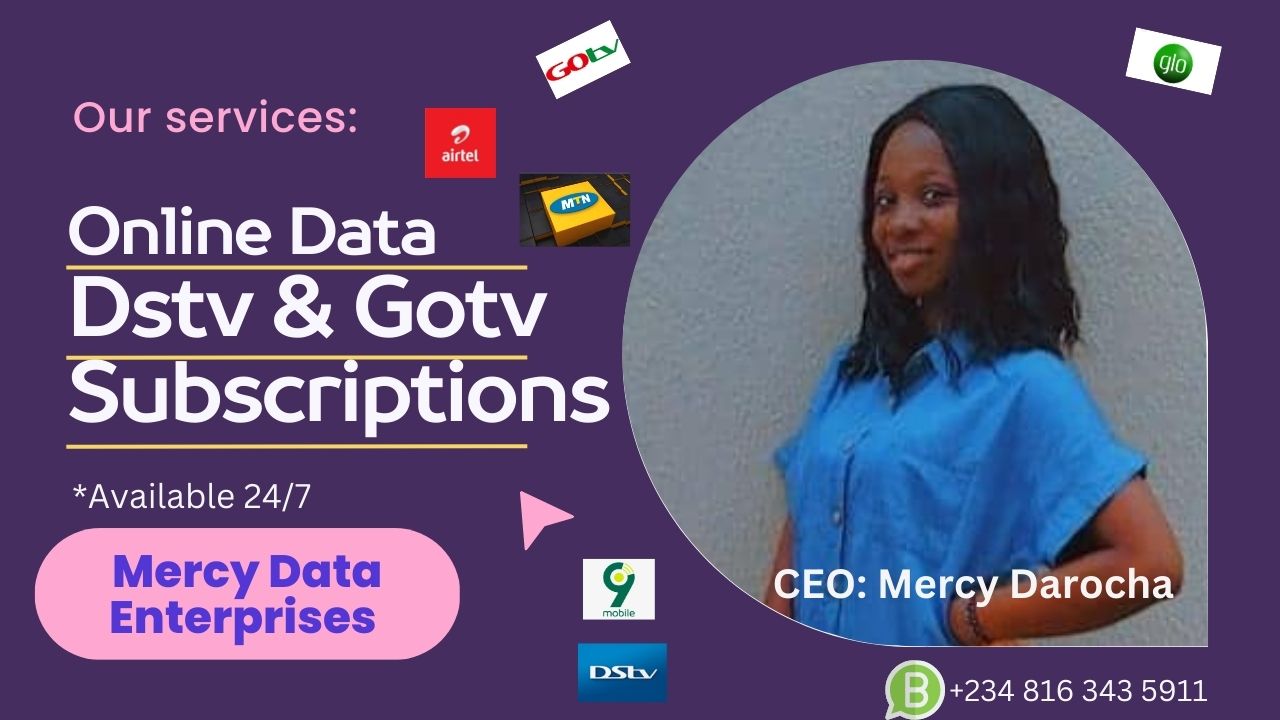 GOtv
glo
Our services:
airtel
MTN
Online Data
Dstv & Gotv
Subscriptions
*Available 24/7
Mercy Data
Enterprises
9
mobile
DStv
CEO: Mercy Darocha
B
+234 816 343 5911